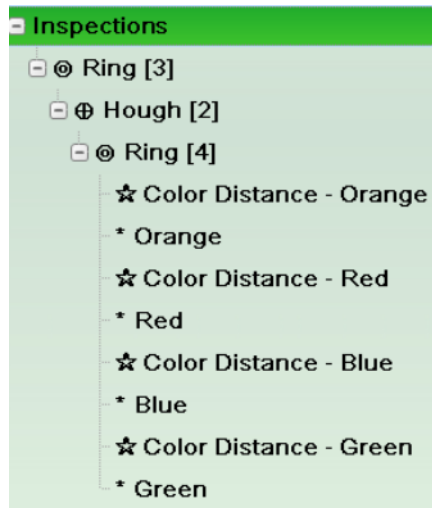 Inspections
Ring [3]
Hough [2]
Ring [4]
Color Distance - Orange
* Orange
Color Distance - Red
* Red
Color Distance - Blue
* Blue
Color Distance - Green
* Green